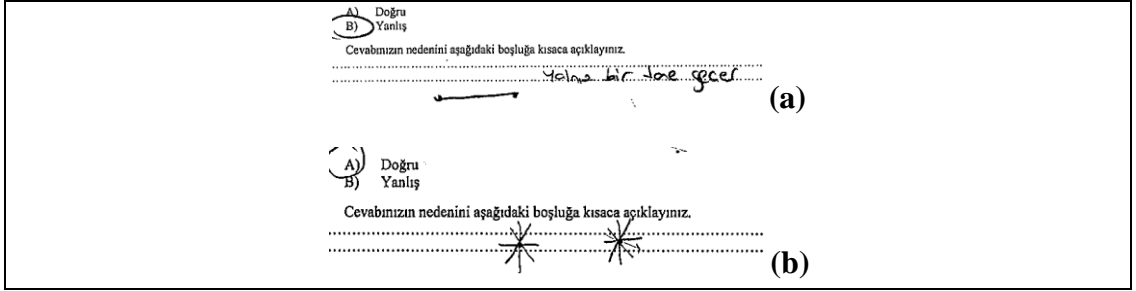 A) Doğru
B) Yanlış
Cevabınızın nedenini aşağıdaki boşluğa kısaca açıklayınız.
yalnız bir tane geçer
(a)
A) Doğru
B) Yanlış
Cevabınızın nedenini aşağıdaki boşluğa kısaca açıklayınız.
(b)